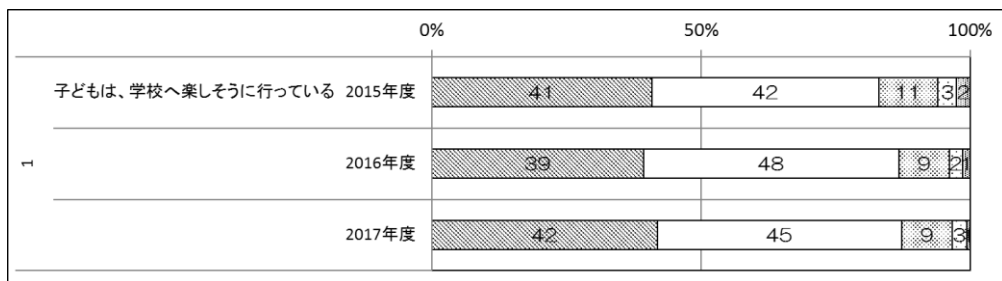 0% 50% 100%
子どもは、学校へ楽しそうに行っている 2015年度 41 42 11 3 2
1
2016年度 39 48 9 2 1
2017年度 42 45 9 3